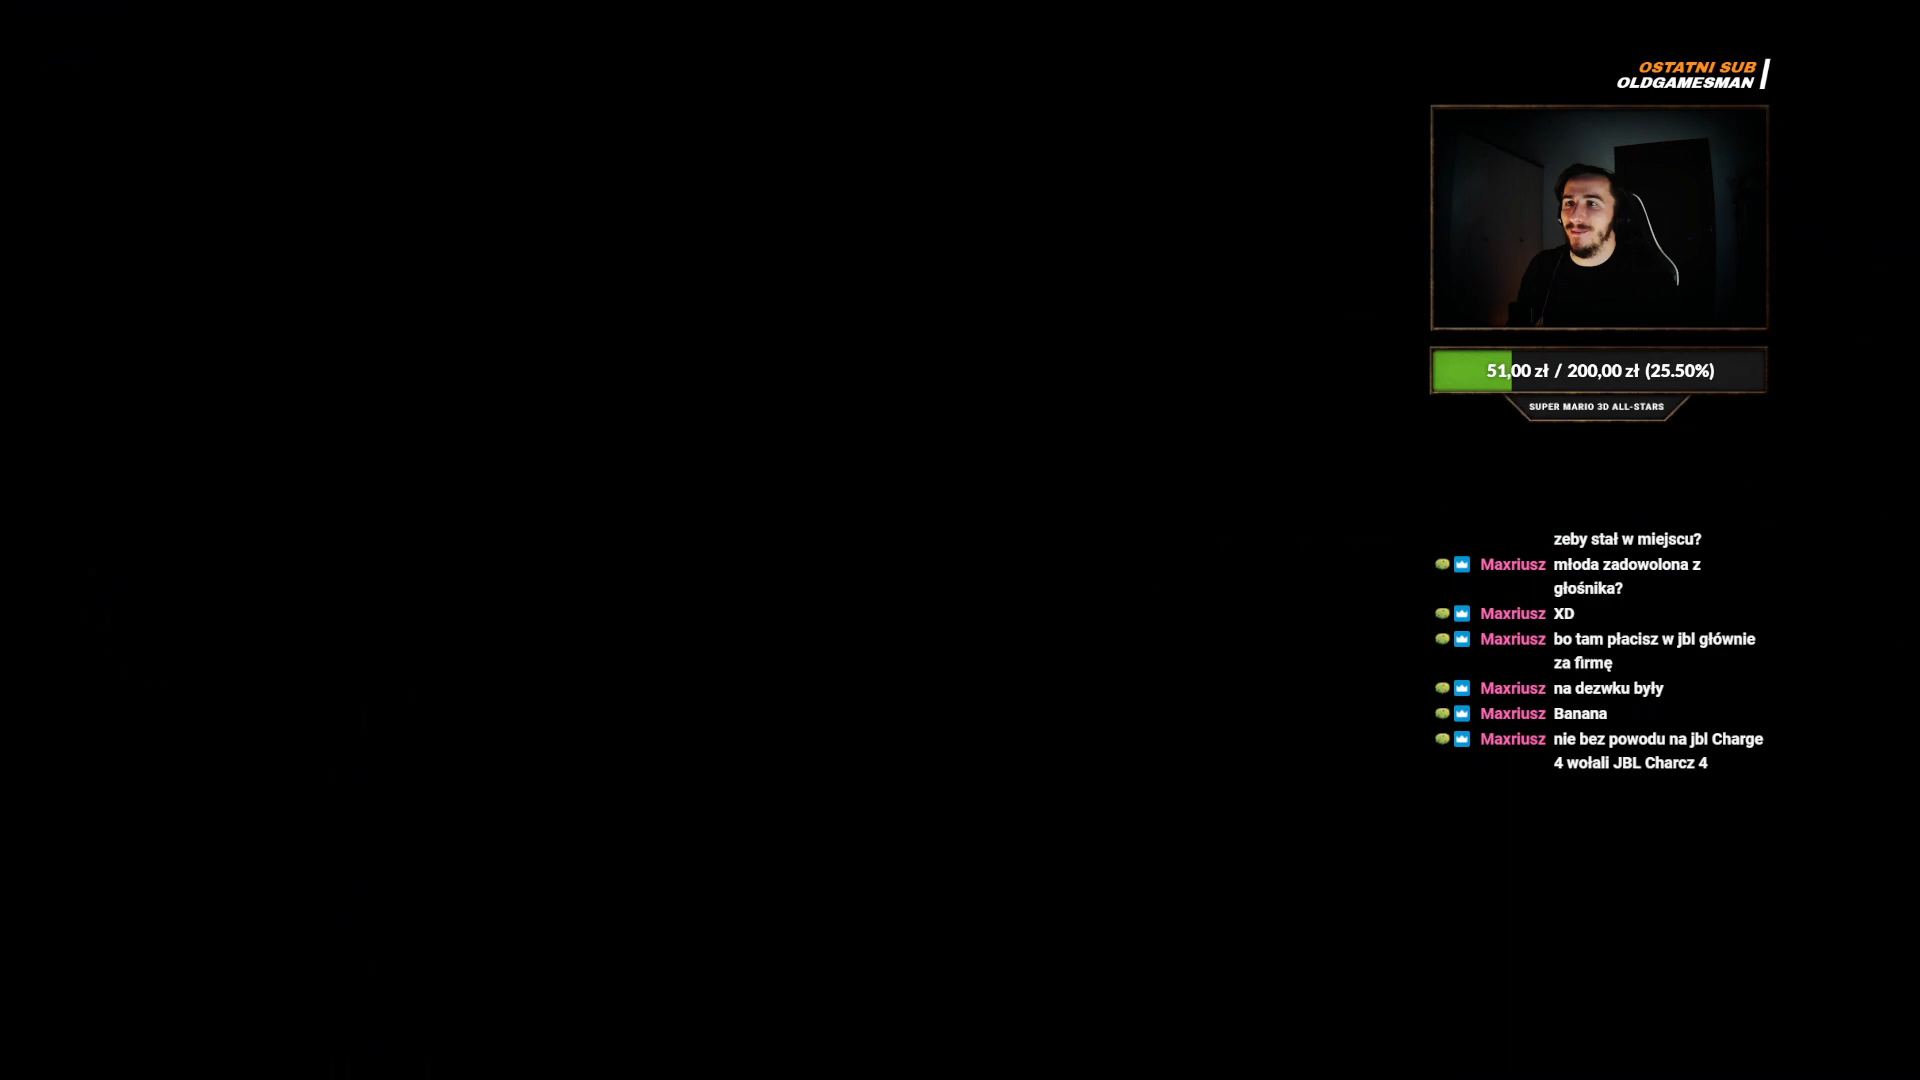 OSTATNI SUB
OLDGAMESMAN
51,00 zł / 200,00 zł (25.50%)
SUPER MARIO 3D ALL-STARS
zeby stał w miejscu?
Maxriusz młoda zadowolona z
głośnika?
Maxriusz XD
Maxriusz bo tam płacisz w jbl głównie
za firmę
Maxriusz na dezwku były
Maxriusz Banana
Maxriusz nie bez powodu na jbl Charge
4 wołali JBL Charcz 4